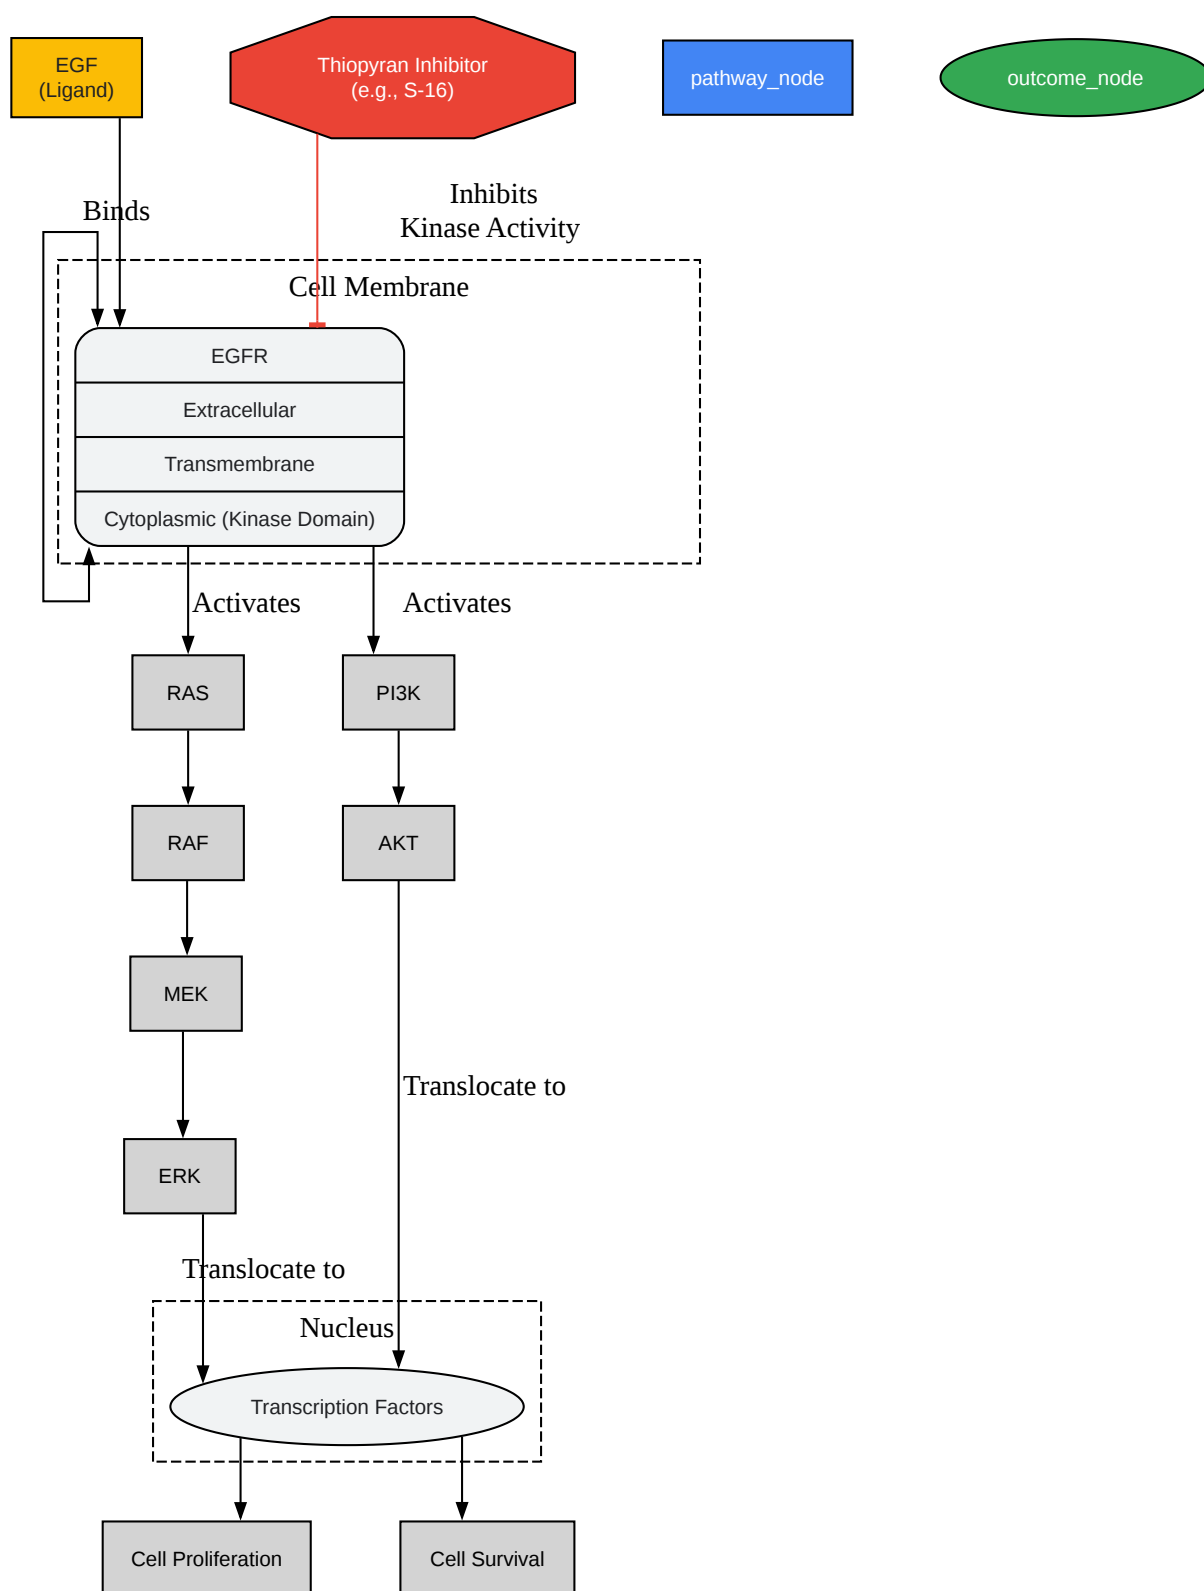 EGF
(Ligand)
Thiopyran Inhibitor
(e.g., S-16)
pathway_node
outcome_node
Binds
Inhibits
Kinase Activity
Cell Membrane
EGFR
Extracellular
Transmembrane
Cytoplasmic (Kinase Domain)
Activates
Activates
RAS
PI3K
RAF
AKT
MEK
Translocate to
ERK
Translocate to
Nucleus
Transcription Factors
Cell Proliferation
Cell Survival